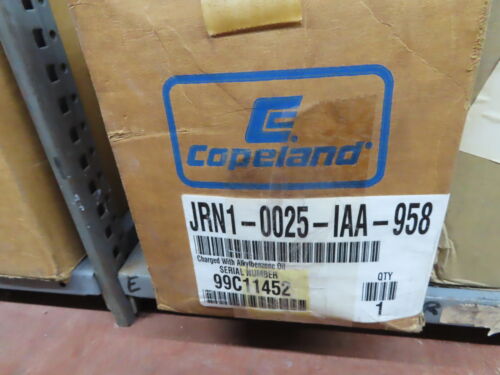 Copeland®
JRN1-0025-IAA-958
Charged With Alkylbenzene Oil
SERIAL NUMBER
99C11452
QTY
1
E